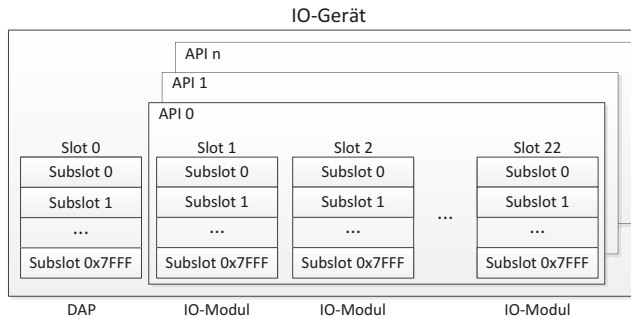 IO-Gerät
API n
API 1
API 0
Slot 0 Slot 1 Slot 2 Slot 22
Subslot 0 Subslot 0 Subslot 0 Subslot 0
Subslot 1 Subslot 1 Subslot 1 Subslot 1
... ... ... ... ...
Subslot 0x7FFF Subslot 0x7FFF Subslot 0x7FFF Subslot 0x7FFF
DAP IO-Modul IO-Modul IO-Modul